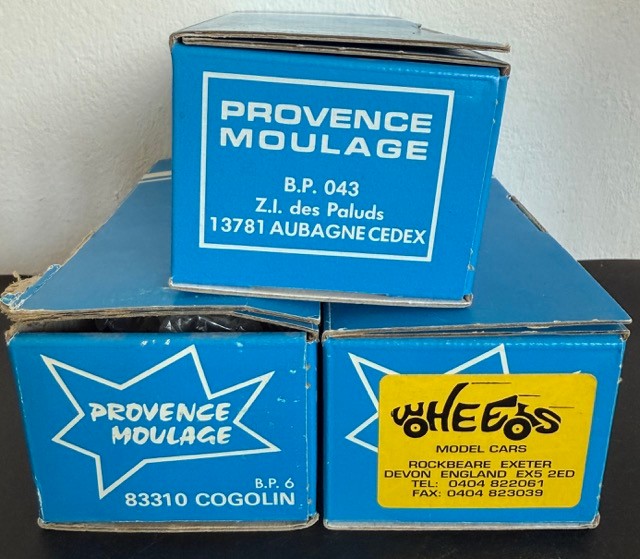 PROVENCE
MOULAGE
B.P. 043
Z.I. des Paluds
13781 AUBAGNE CEDEX
PROVENCE
MOULAGE
B.P. 6
83310 COGOLIN
WHEELS
MODEL CARS
ROCKBEARE EXETER
DEVON ENGLAND EX5 2ED
TEL: 0404 822061
FAX: 0404 823039